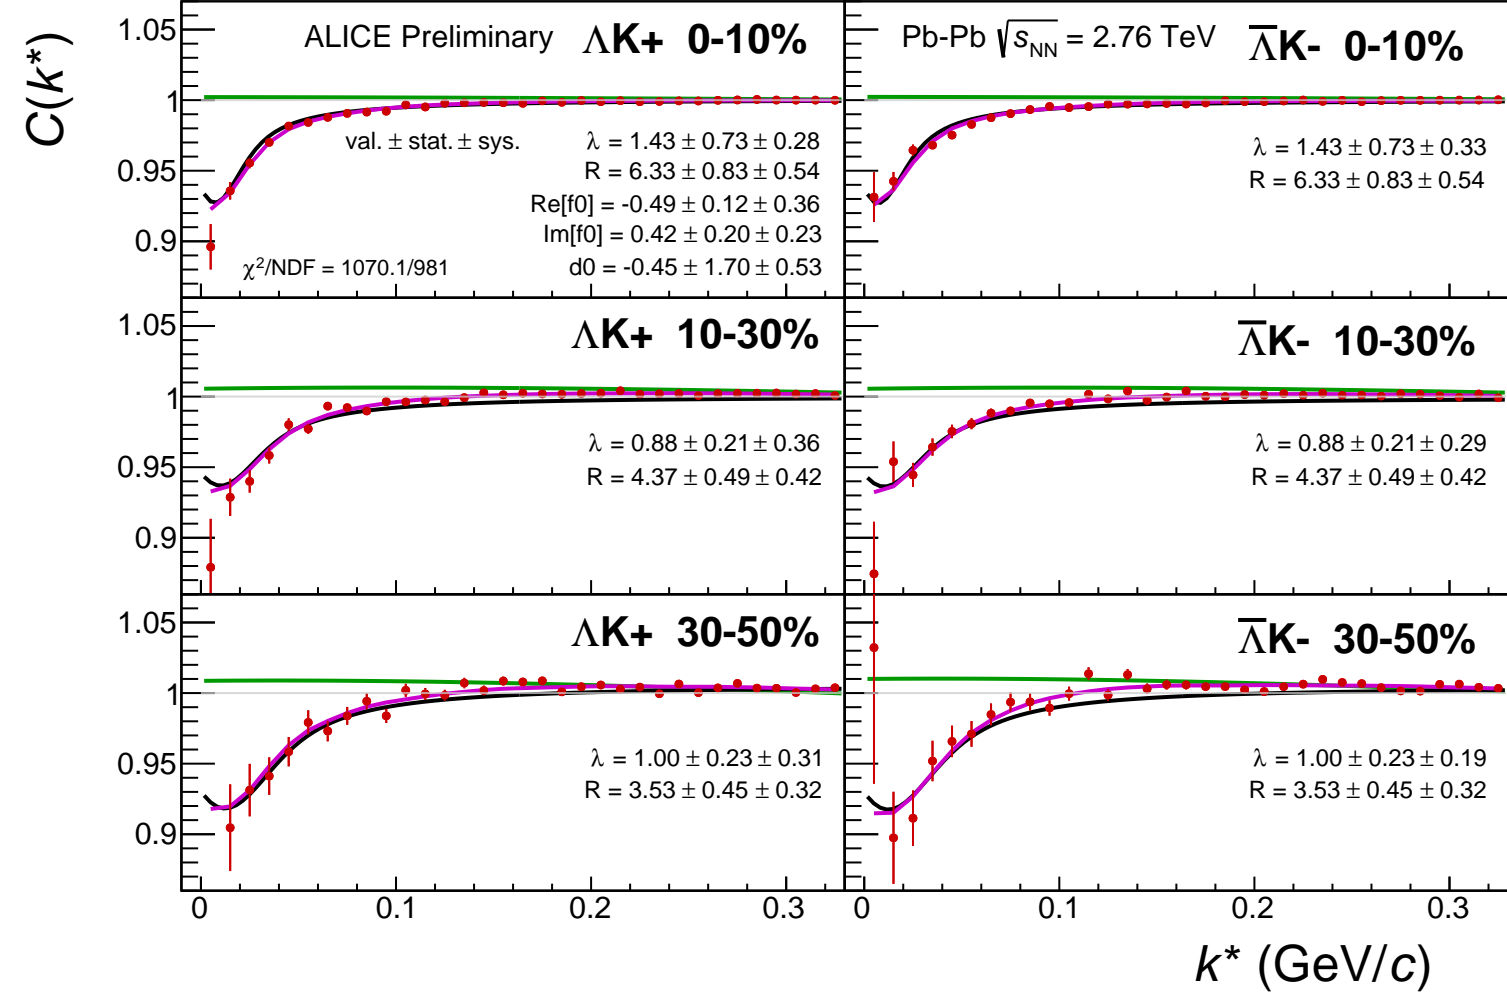 C(k*)
ALICE Preliminary ΛK+ 0-10%
1.05
1
0.95
0.9
val. ± stat. ± sys.
λ = 1.43 ± 0.73 ± 0.28
R = 6.33 ± 0.83 ± 0.54
Re[f0] = -0.49 ± 0.12 ± 0.36
Im[f0] = 0.42 ± 0.20 ± 0.23
d0 = -0.45 ± 1.70 ± 0.53
χ²/NDF = 1070.1/981
Pb-Pb √sNN = 2.76 TeV Λ̅K- 0-10%
λ = 1.43 ± 0.73 ± 0.33
R = 6.33 ± 0.83 ± 0.54
ΛK+ 10-30%
1.05
1
0.95
0.9
λ = 0.88 ± 0.21 ± 0.36
R = 4.37 ± 0.49 ± 0.42
Λ̅K- 10-30%
λ = 0.88 ± 0.21 ± 0.29
R = 4.37 ± 0.49 ± 0.42
ΛK+ 30-50%
1.05
1
0.95
0.9
λ = 1.00 ± 0.23 ± 0.31
R = 3.53 ± 0.45 ± 0.32
Λ̅K- 30-50%
λ = 1.00 ± 0.23 ± 0.19
R = 3.53 ± 0.45 ± 0.32
0 0.1 0.2 0.3
0 0.1 0.2 0.3
k* (GeV/c)